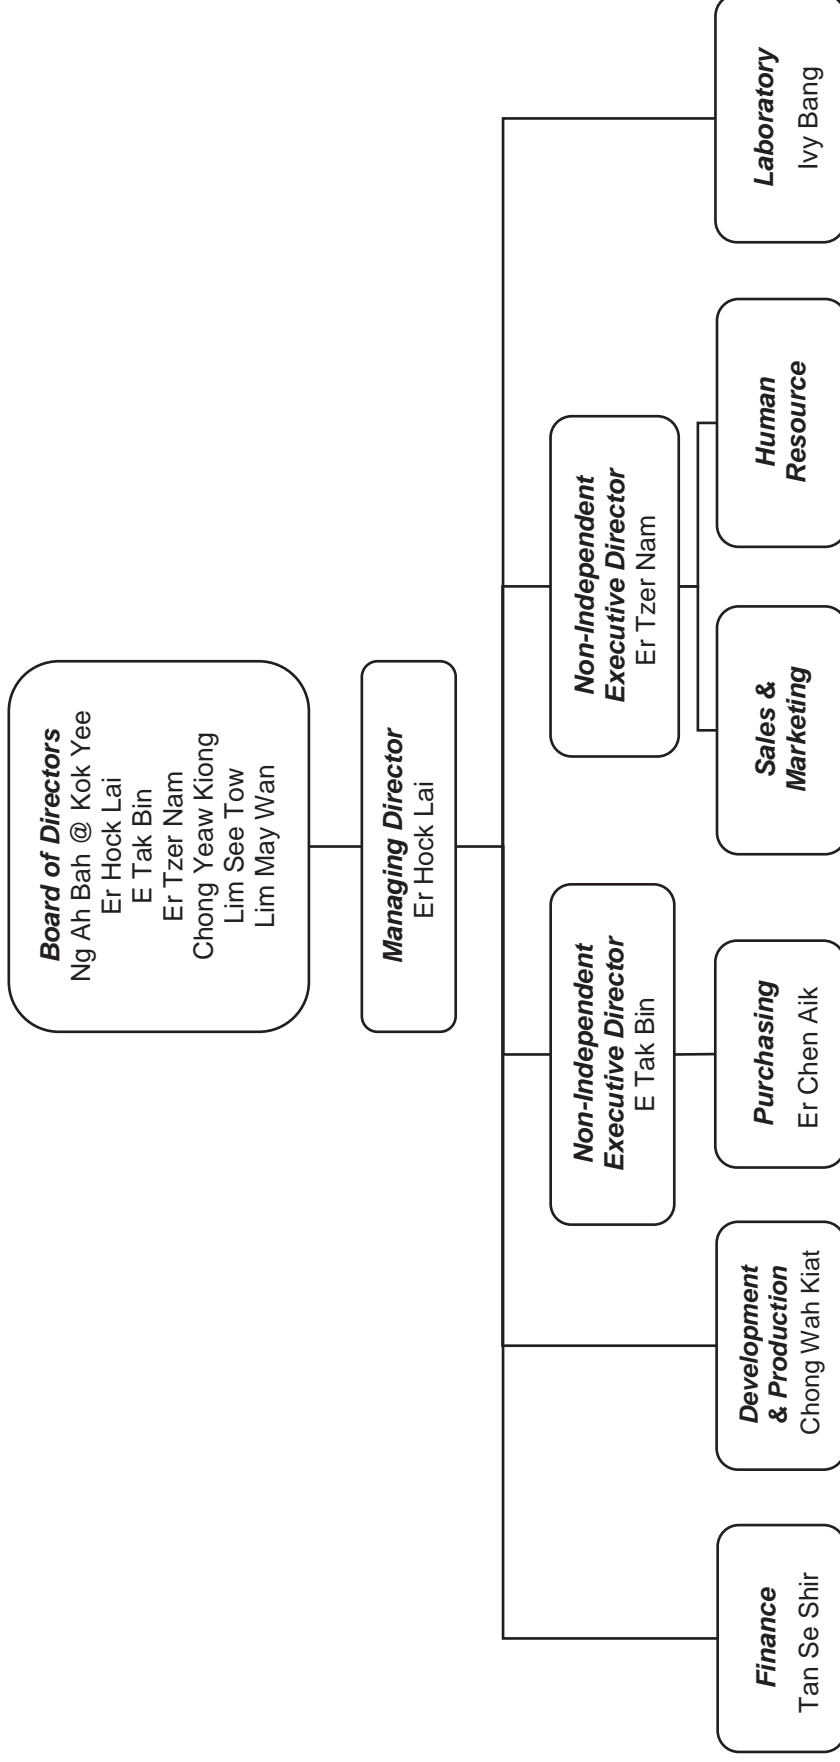 Board of Directors
Ng Ah Bah @ Kok Yee
Er Hock Lai
E Tak Bin
Er Tzer Nam
Chong Yeaw Kiong
Lim See Tow
Lim May Wan
Managing Director
Er Hock Lai
Non-Independent
Executive Director
E Tak Bin
Non-Independent
Executive Director
Er Tzer Nam
Finance
Tan Se Shir
Development
& Production
Chong Wah Kiat
Purchasing
Er Chen Aik
Sales &
Marketing
Human
Resource
Laboratory
Ivy Bang